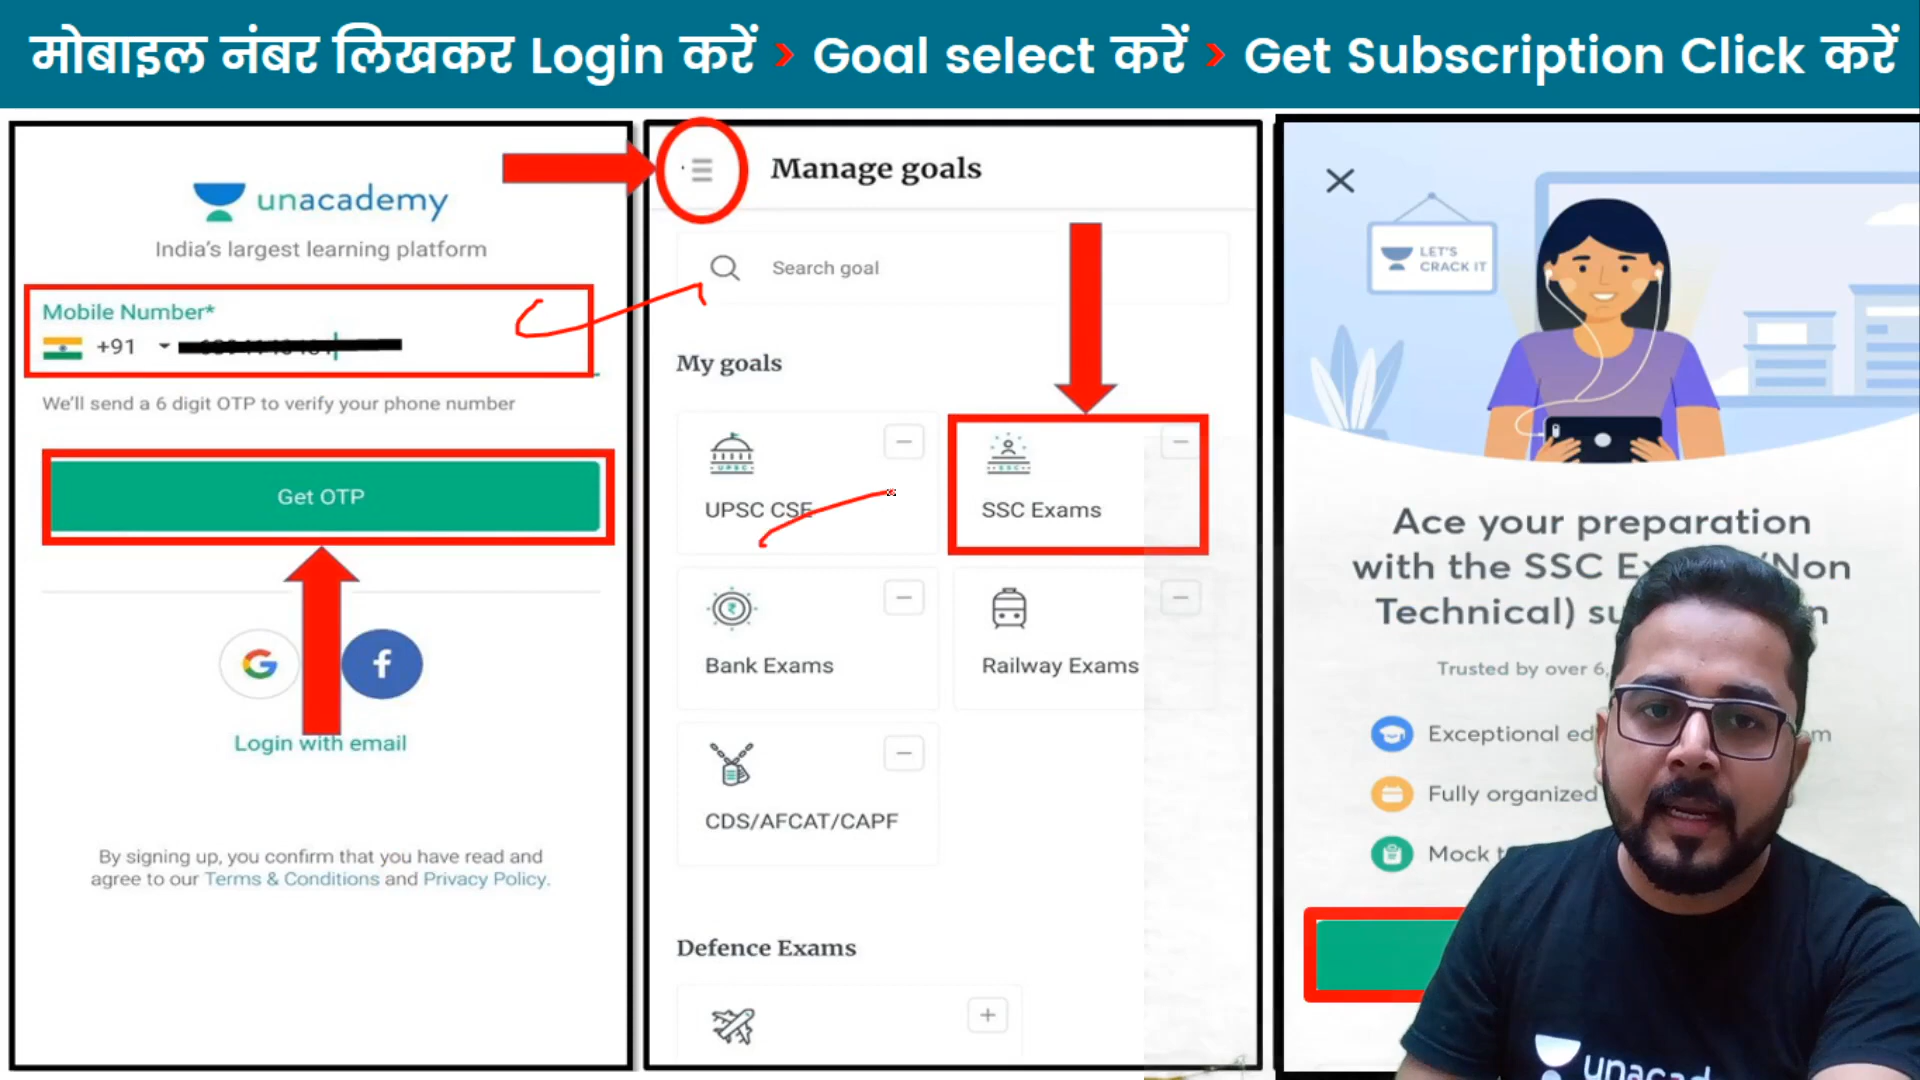 मोबाइल नंबर लिखकर Login करें > Goal select करें > Get Subscription Click करें
unacademy
India's largest learning platform
Mobile Number*
+91
We'll send a 6 digit OTP to verify your phone number
Get OTP
Login with email
By signing up, you confirm that you have read and
agree to our Terms & Conditions and Privacy Policy.
Manage goals
Search goal
My goals
UPSC
UPSC CSE
SSC
SSC Exams
Bank Exams
Railway Exams
CDS/AFCAT/CAPF
Defence Exams
LET'S
CRACK IT
Ace your preparation
with the SSC (Non
Technical)
Trusted by over 6,
Exceptional
Fully organized
Mock
unacad